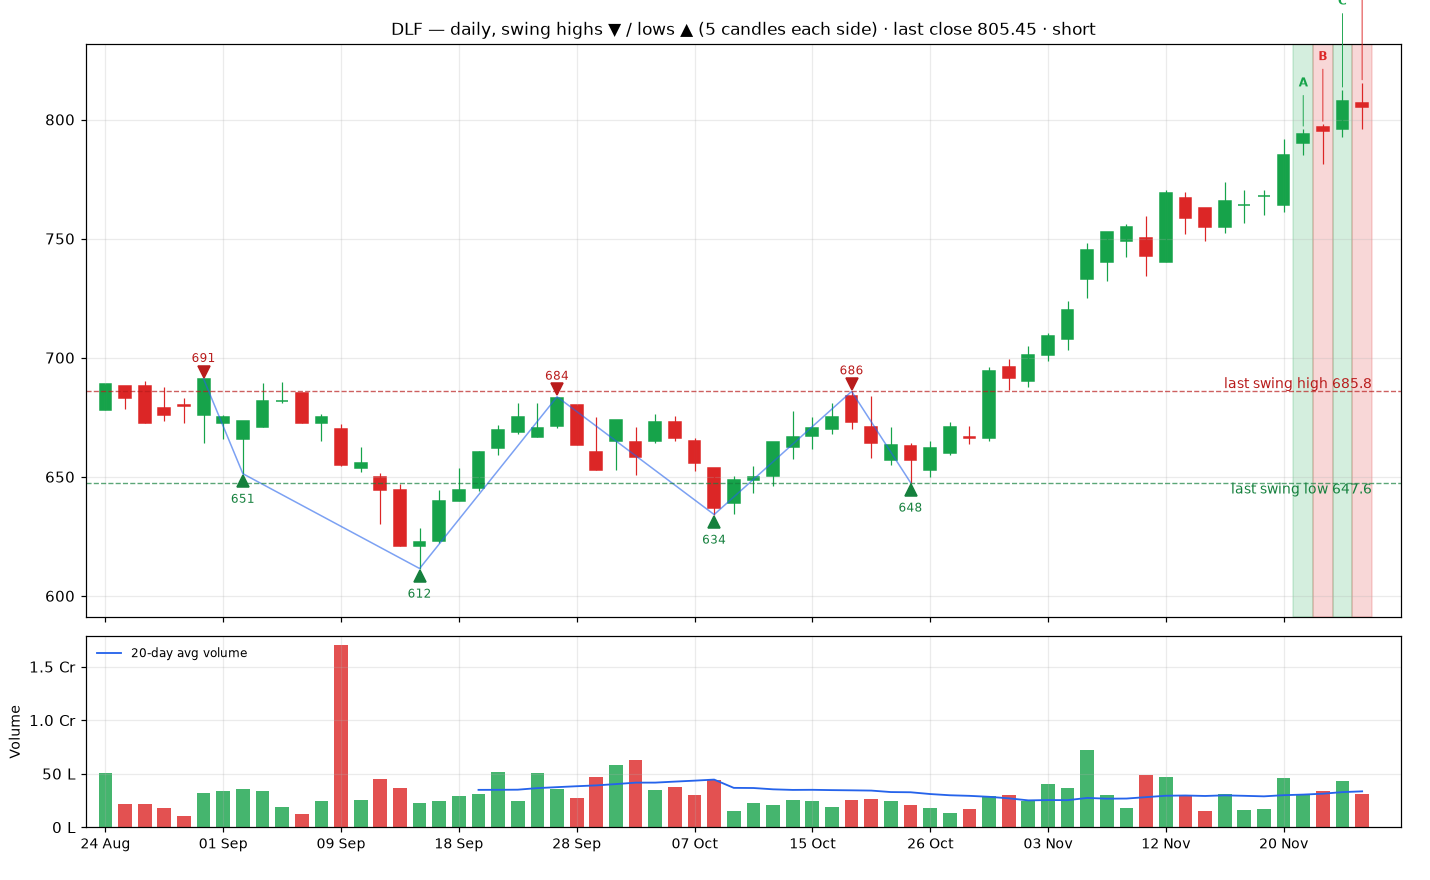 C
DLF — daily, swing highs ▼ / lows ▲ (5 candles each side) · last close 805.45 · short
B
A
800
750
700
650
600
691
684
686
last swing high 685.8
651
648
last swing low 647.6
634
612
20-day avg volume
Volume
1.5 Cr
1.0 Cr
50 L
0 L
24 Aug
01 Sep
09 Sep
18 Sep
28 Sep
07 Oct
15 Oct
26 Oct
03 Nov
12 Nov
20 Nov